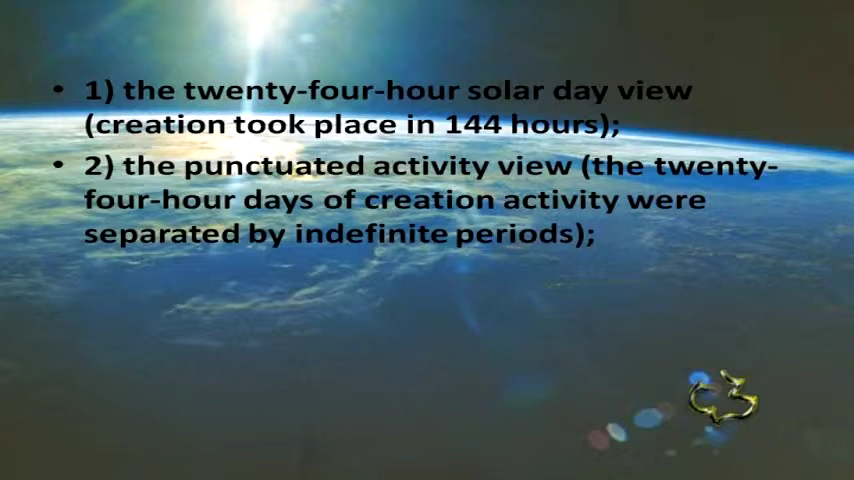 • 1) the twenty-four-hour solar day view
(creation took place in 144 hours);
• 2) the punctuated activity view (the twenty-
four-hour days of creation activity were
separated by indefinite periods);